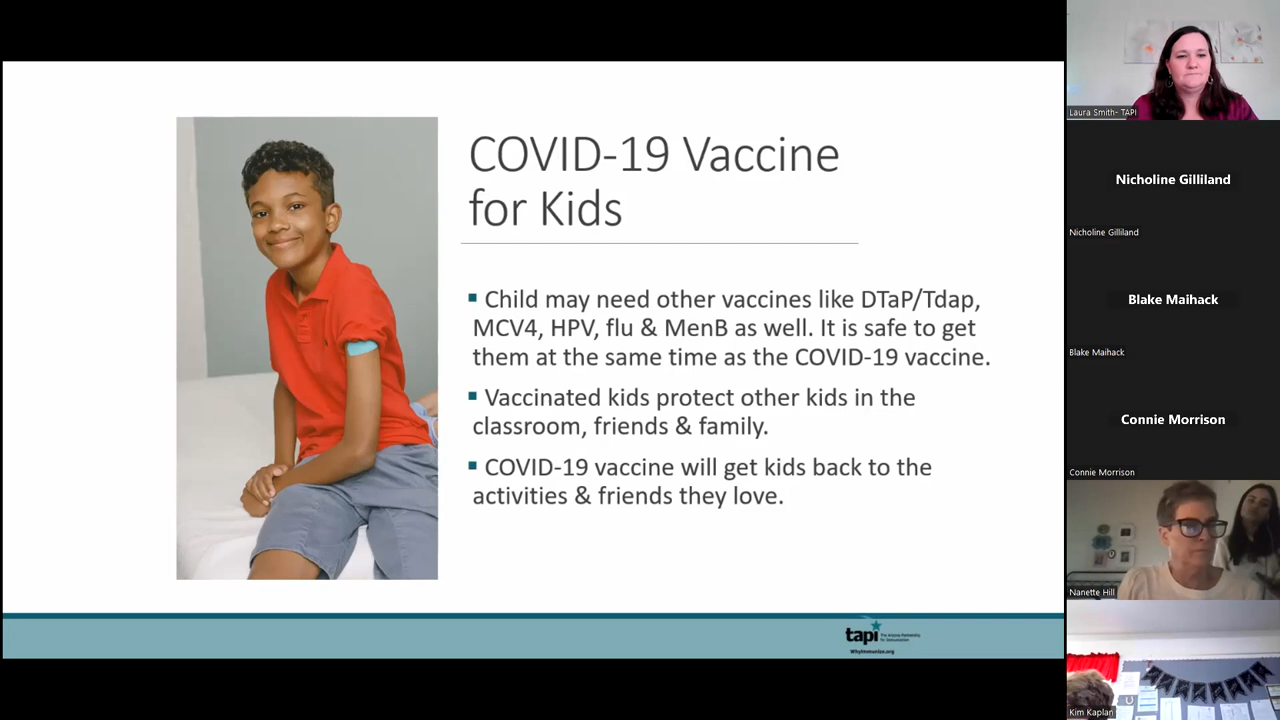 COVID-19 Vaccine
for Kids
▪ Child may need other vaccines like DTaP/Tdap,
MCV4, HPV, flu & MenB as well. It is safe to get
them at the same time as the COVID-19 vaccine.
▪ Vaccinated kids protect other kids in the
classroom, friends & family.
▪ COVID-19 vaccine will get kids back to the
activities & friends they love.
tapi
The Arizona Partnership
for Immunization
WhyImmunize.org
Laura Smith- TAPI
Nicholine Gilliland
Nicholine Gilliland
Blake Maihack
Blake Maihack
Connie Morrison
Connie Morrison
Nanette Hill
Kim Kaplan